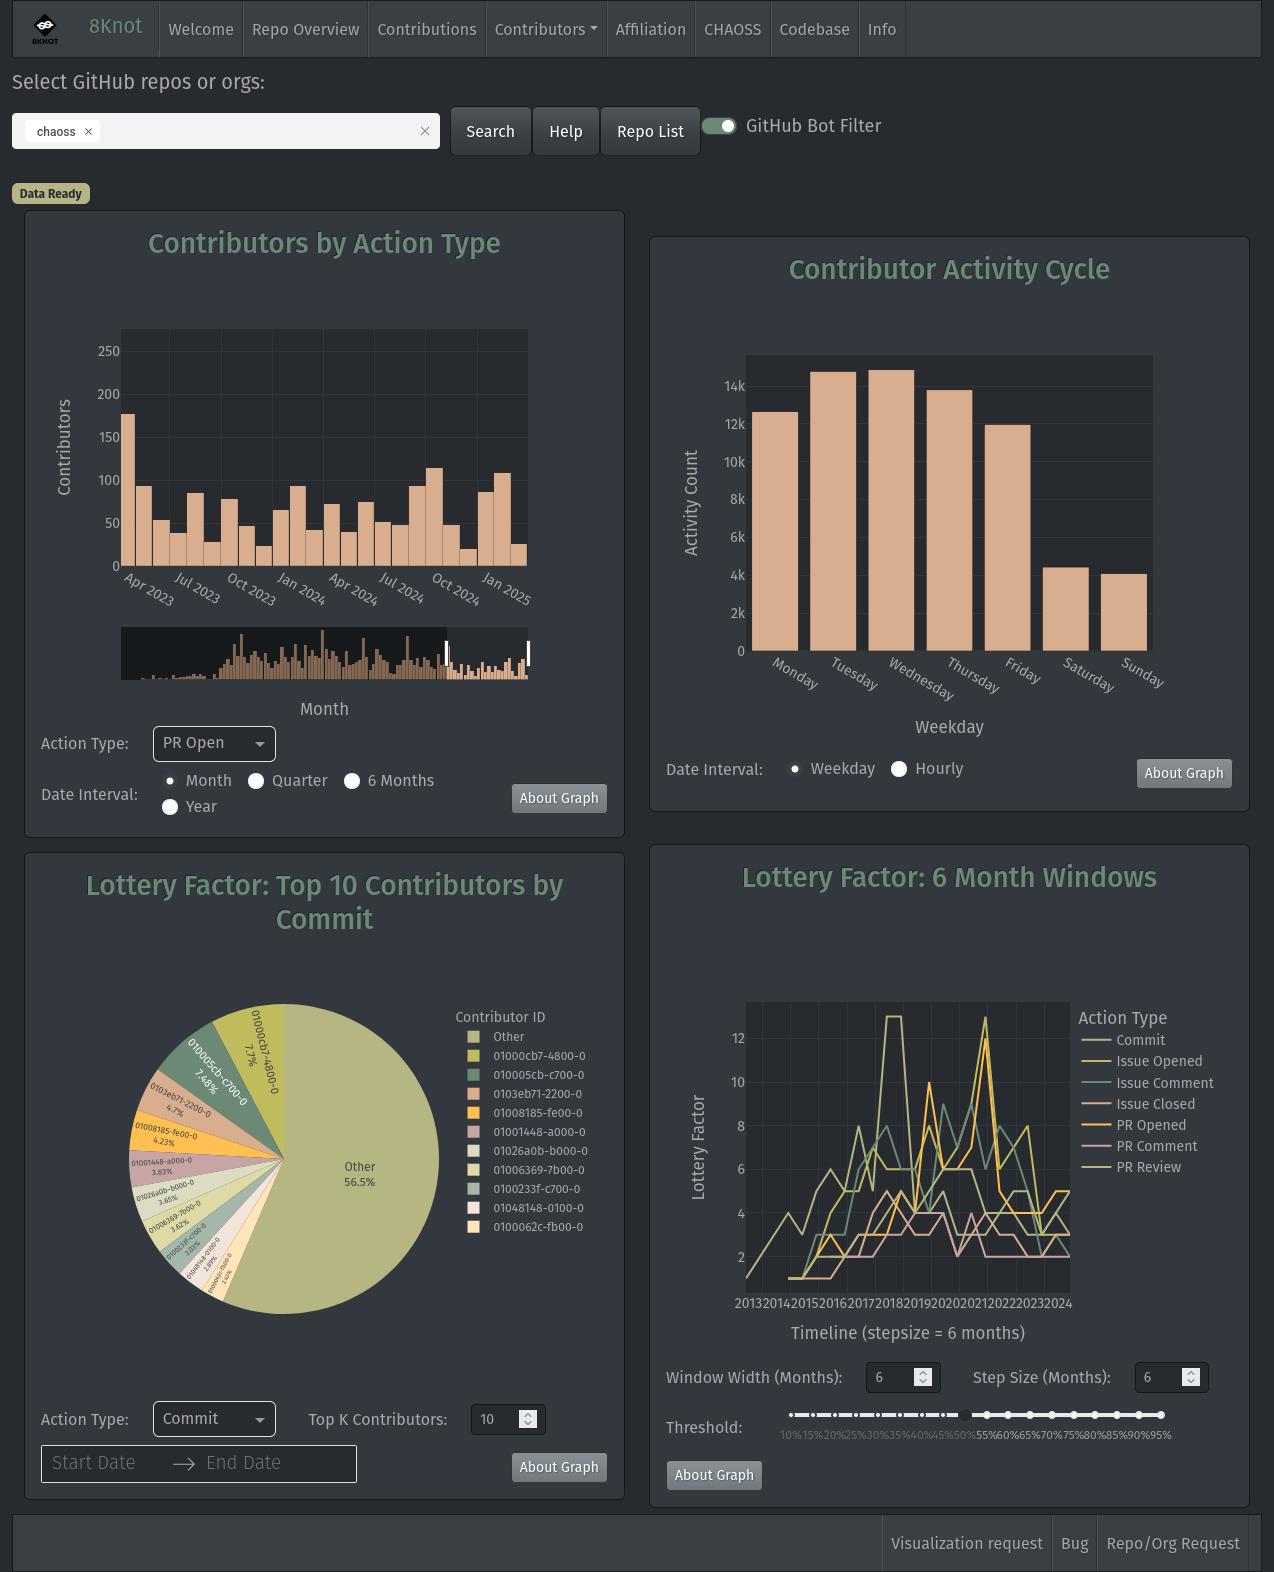 8KNOT
8Knot
Welcome
Repo Overview
Contributions
Contributors
Affiliation
CHAOSS
Codebase
Info
Select GitHub repos or orgs:
chaoss ×
×
Search
Help
Repo List
GitHub Bot Filter
Data Ready
Contributors by Action Type
Contributors
250
200
150
100
50
0
Apr 2023
Jul 2023
Oct 2023
Jan 2024
Apr 2024
Jul 2024
Oct 2024
Jan 2025
Month
Action Type:
PR Open
Date Interval:
Month
Quarter
6 Months
Year
About Graph
Contributor Activity Cycle
Activity Count
14k
12k
10k
8k
6k
4k
2k
0
Monday
Tuesday
Wednesday
Thursday
Friday
Saturday
Sunday
Weekday
Date Interval:
Weekday
Hourly
About Graph
Lottery Factor: Top 10 Contributors by
Commit
01000cb7-4800-0
7.7%
010005cb-c700-0
7.48%
0103eb71-2200-0
4.7%
01008185-fe00-0
4.23%
01001448-a000-0
3.83%
01026a0b-b000-0
3.65%
01006369-7b00-0
3.62%
0100233f-c700-0
3.03%
01048148-0100-0
2.89%
0100062c-fb00-0
Other
56.5%
Contributor ID
Other
01000cb7-4800-0
010005cb-c700-0
0103eb71-2200-0
01008185-fe00-0
01001448-a000-0
01026a0b-b000-0
01006369-7b00-0
0100233f-c700-0
01048148-0100-0
0100062c-fb00-0
Action Type:
Commit
Top K Contributors:
10
Start Date
End Date
About Graph
Lottery Factor: 6 Month Windows
Lottery Factor
12
10
8
6
4
2
2013
2014
2015
2016
2017
2018
2019
2020
2021
2022
2023
2024
Timeline (stepsize = 6 months)
Action Type
Commit
Issue Opened
Issue Comment
Issue Closed
PR Opened
PR Comment
PR Review
Window Width (Months):
6
Step Size (Months):
6
Threshold:
10%
15%
20%
25%
30%
35%
40%
45%
50%
55%
60%
65%
70%
75%
80%
85%
90%
95%
About Graph
Visualization request
Bug
Repo/Org Request